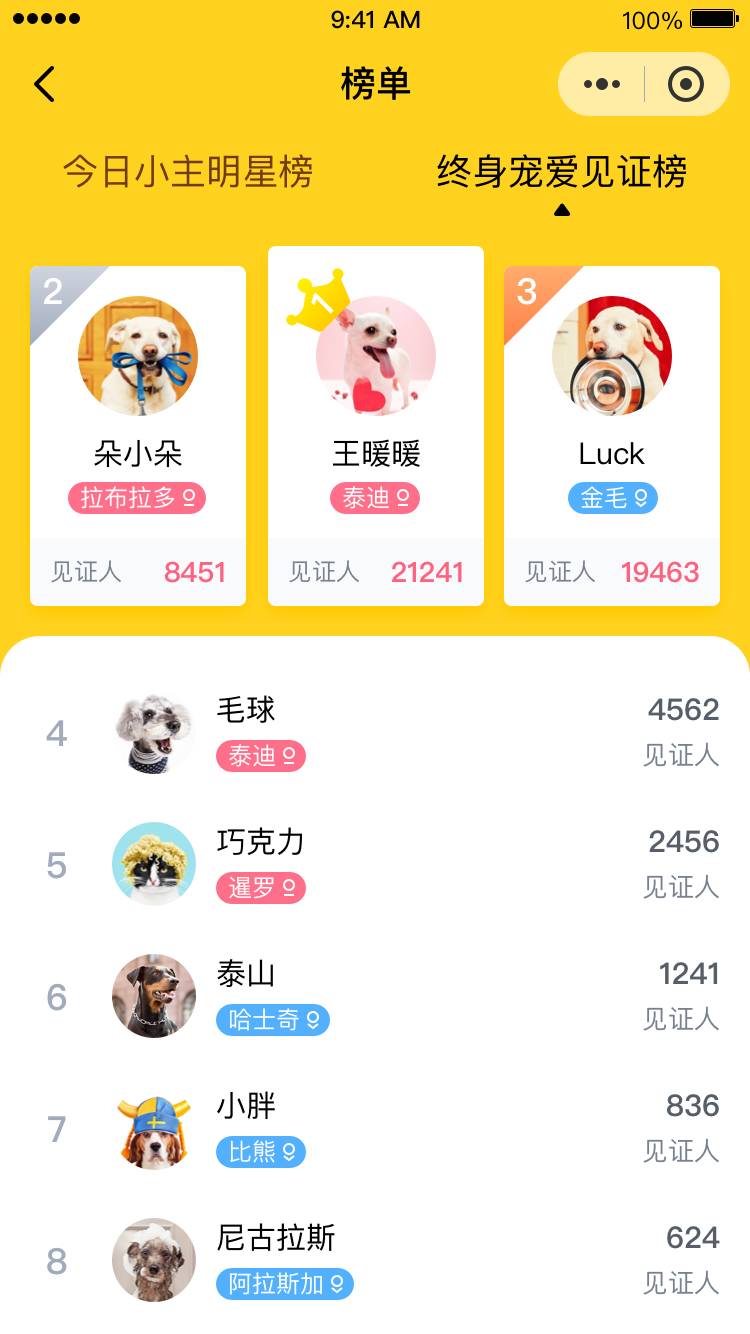 9:41 AM
100%
榜单
今日小主明星榜
终身宠爱见证榜
2
朵小朵
拉布拉多
见证人 8451
1
王暖暖
泰迪
见证人 21241
3
Luck
金毛
见证人 19463
4
毛球
泰迪
4562
见证人
5
巧克力
暹罗
2456
见证人
6
泰山
哈士奇
1241
见证人
7
小胖
比熊
836
见证人
8
尼古拉斯
阿拉斯加
624
见证人